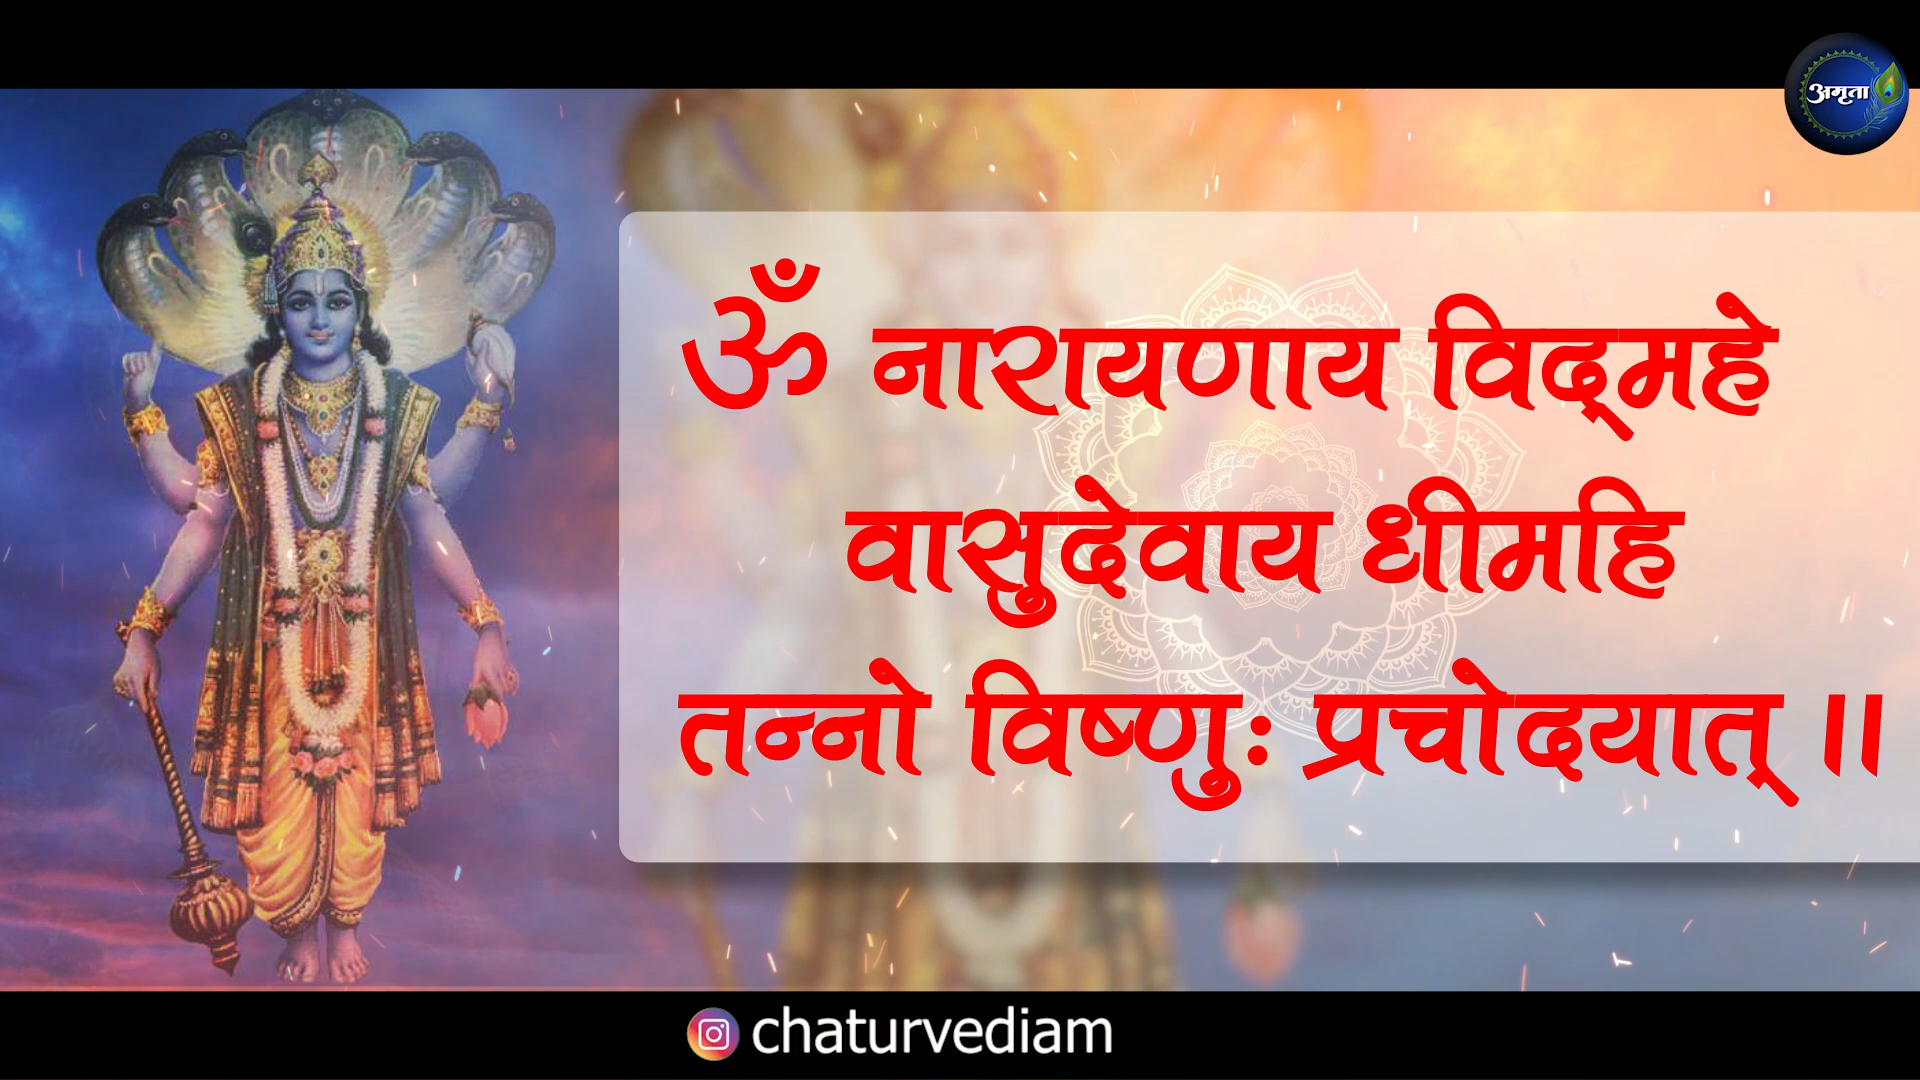 अमृता
ॐ नारायणाय विद्‌महे
वासुदेवाय धीमहि
तन्नो विष्णुः प्रचोदयात् ॥
chaturvediam